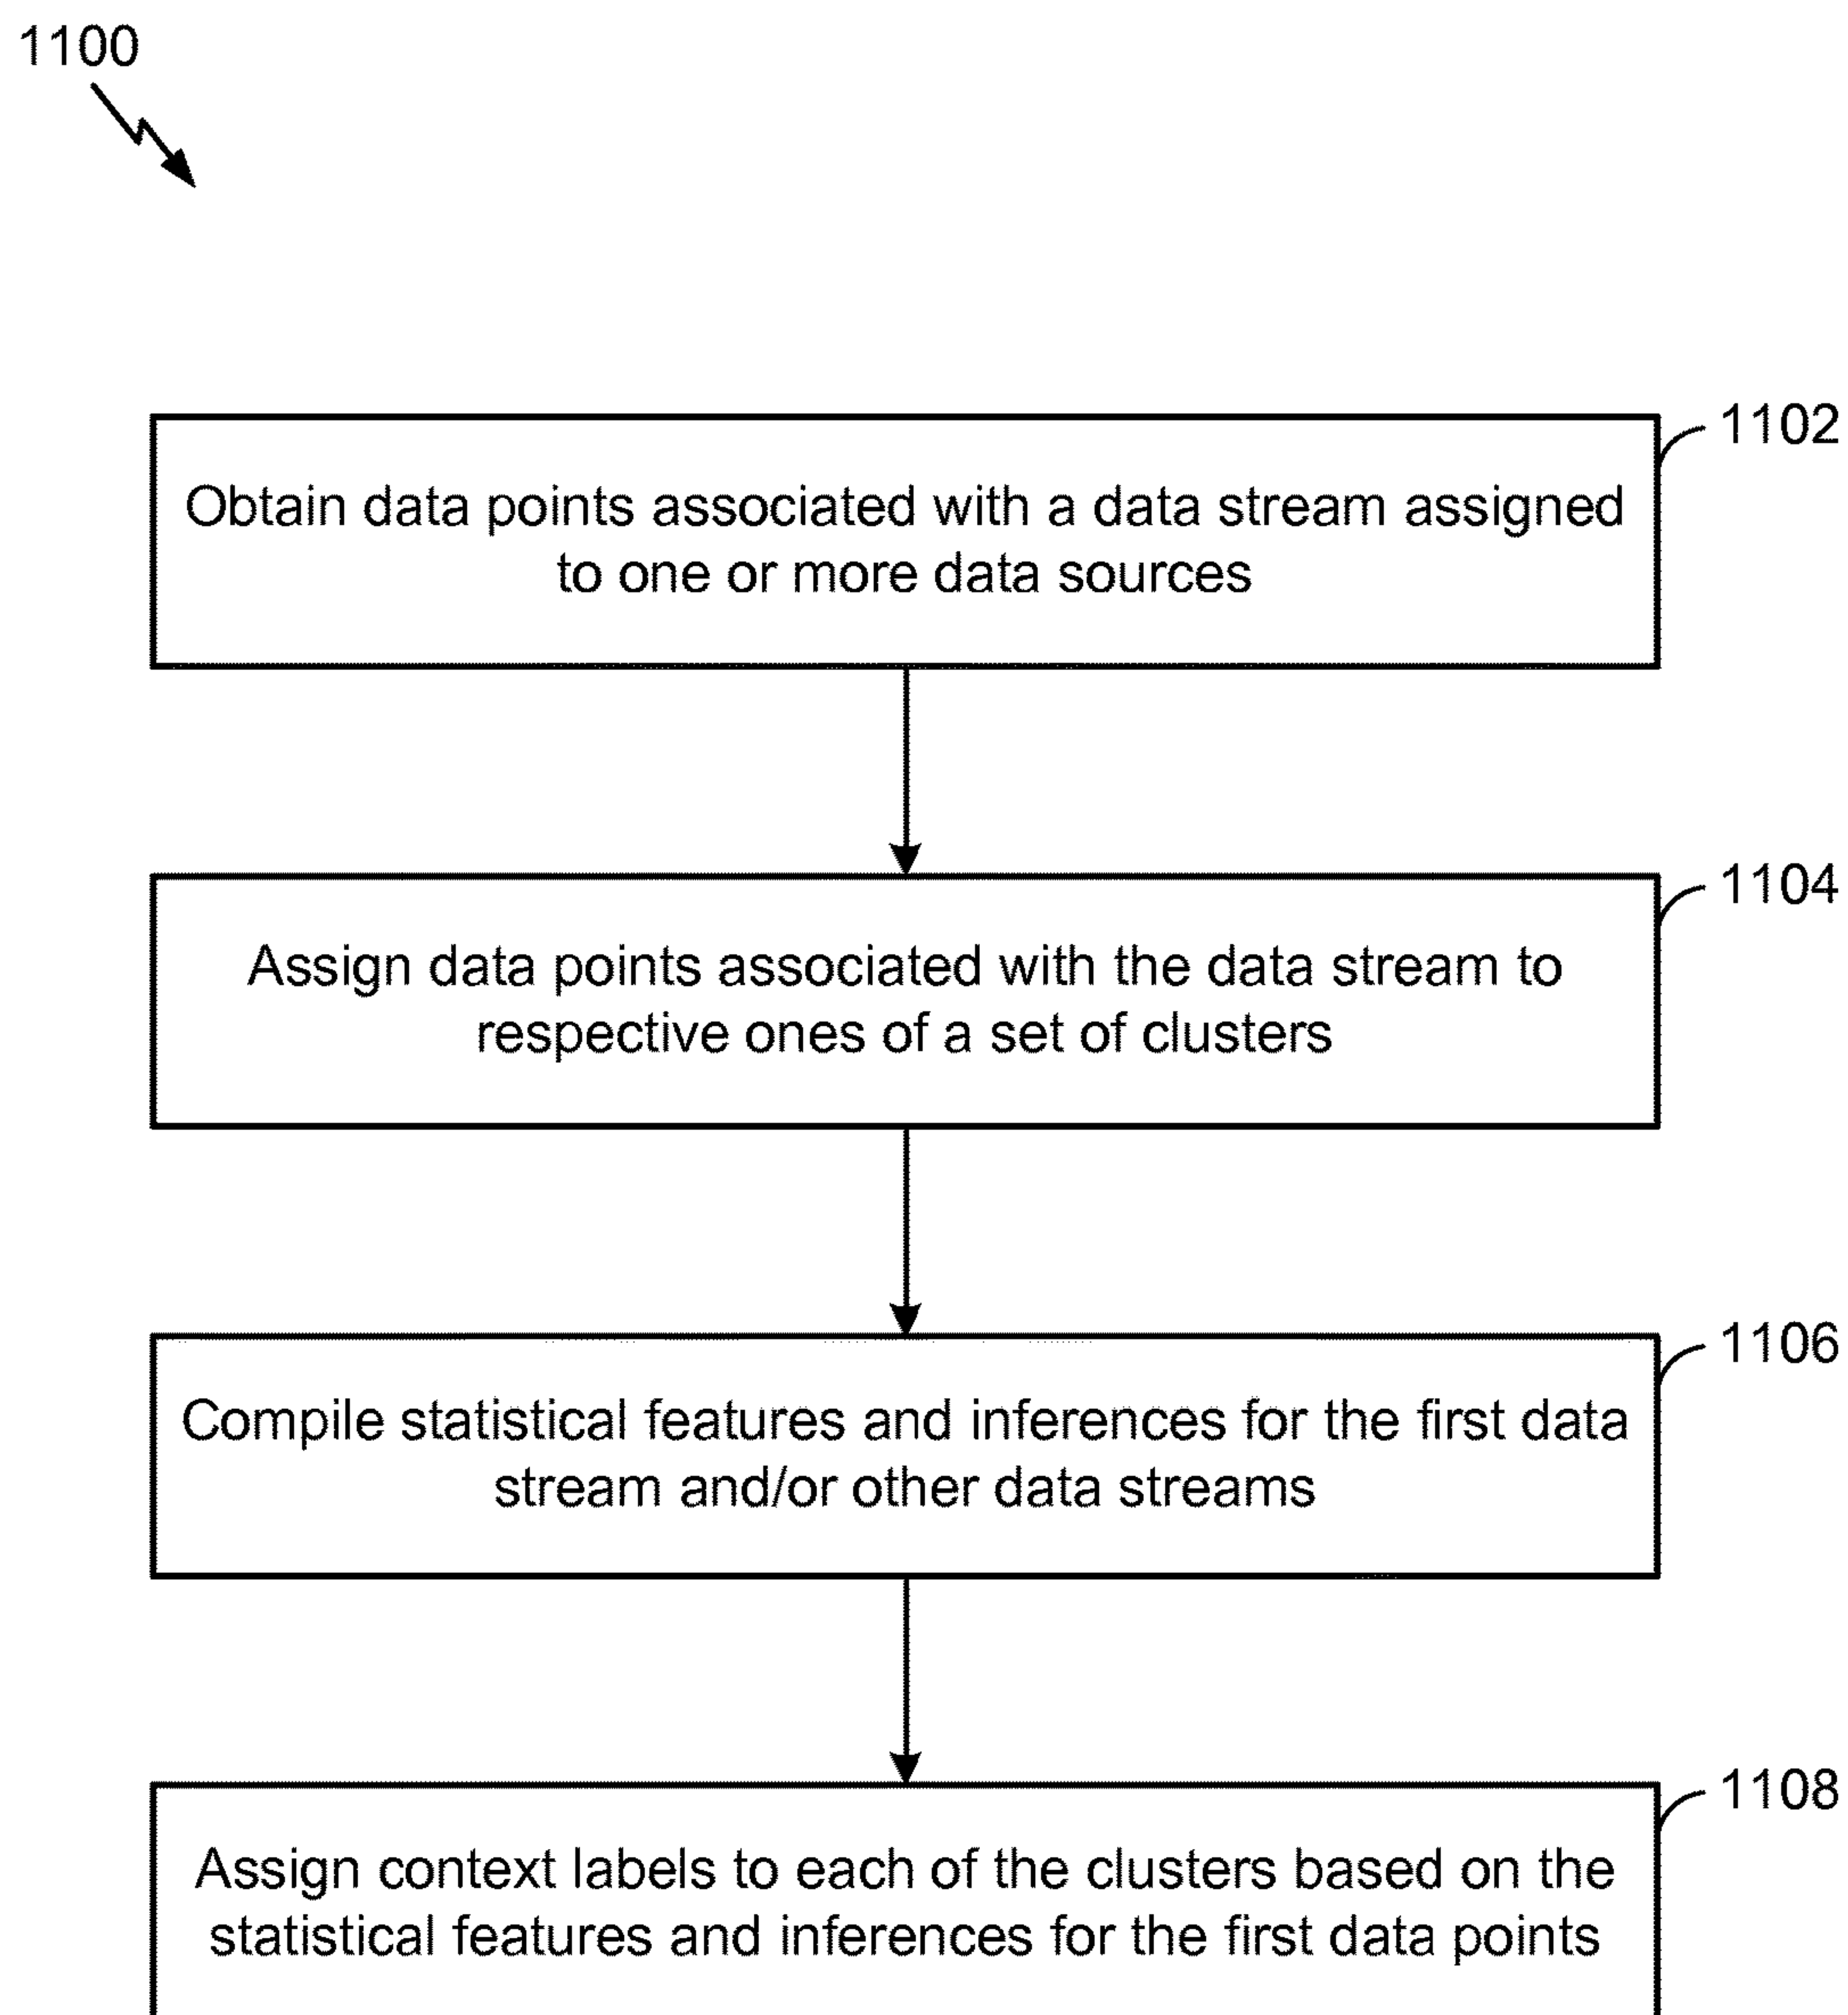 1100
1102
Obtain data points associated with a data stream assigned
to one or more data sources
1104
Assign data points associated with the data stream to
respective ones of a set of clusters
1106
Compile statistical features and inferences for the first data
stream and/or other data streams
1108
Assign context labels to each of the clusters based on the
statistical features and inferences for the first data points